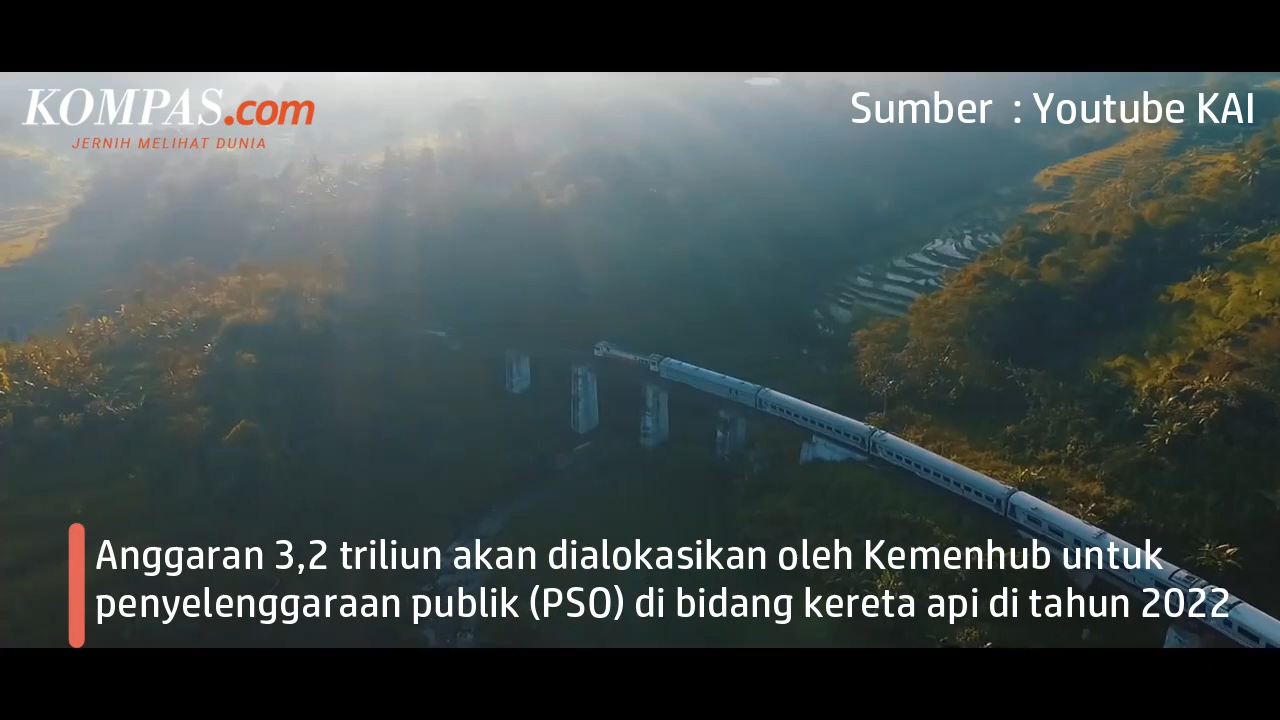 KOMPAS.com
JERNIH MELIHAT DUNIA
Sumber : Youtube KAI
Anggaran 3,2 triliun akan dialokasikan oleh Kemenhub untuk
penyelenggaraan publik (PSO) di bidang kereta api di tahun 2022